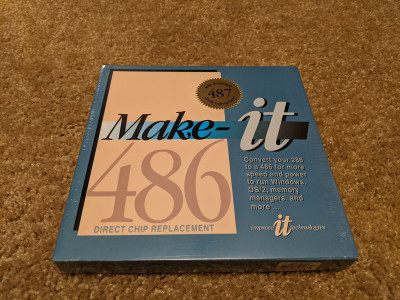 487
Make-it
486
DIRECT CHIP REPLACEMENT
Convert your 286
to a 486 for more
speed and power
to run Windows,
OS/2, memory
managers, and
more ...
improve it technologies